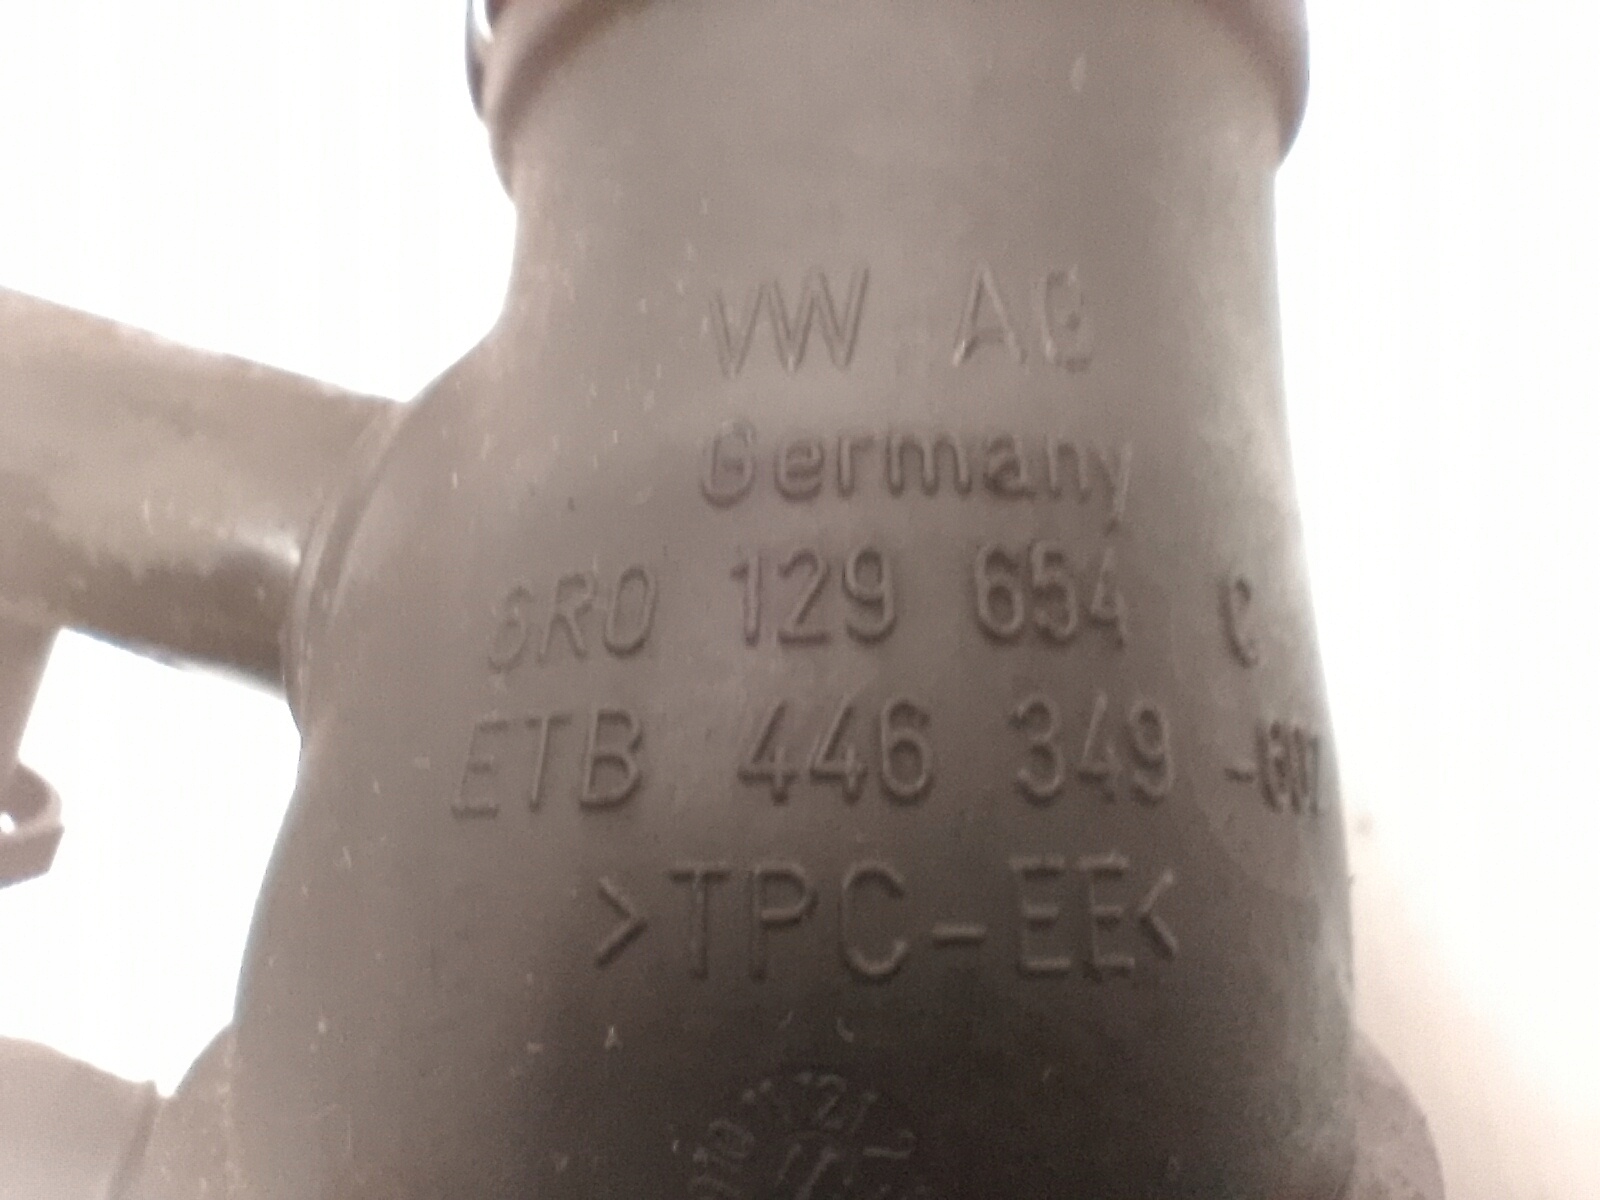 VW AG
Germany
6R0 129 654 C
ETB 446 349
>TPC-EE<